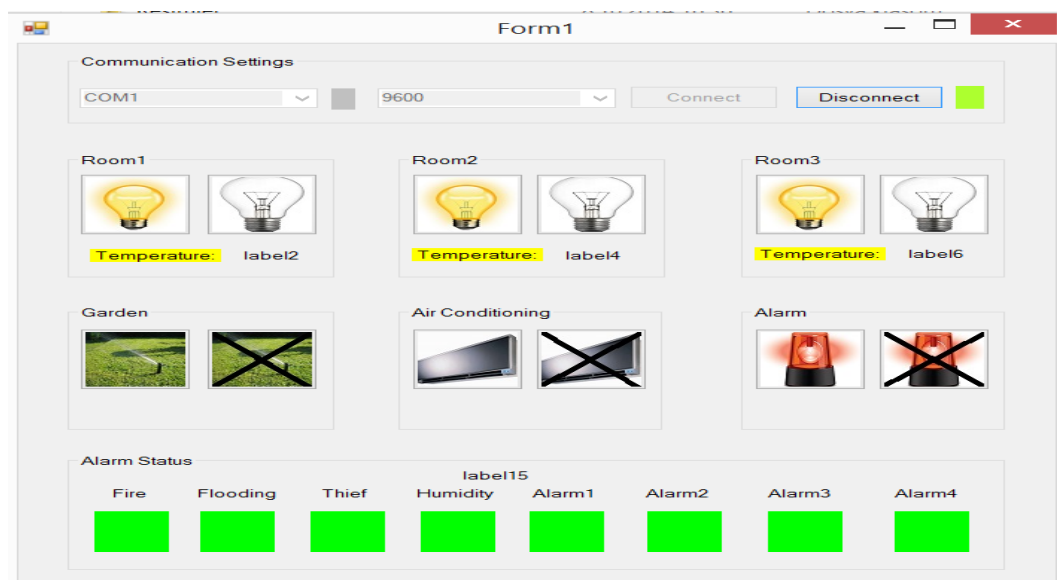 Form1
Communication Settings
COM1 9600 Connect Disconnect
Room1 Room2 Room3
Temperature: label2 Temperature: label4 Temperature: label6
Garden Air Conditioning Alarm
Alarm Status
label15
Fire Flooding Thief Humidity Alarm1 Alarm2 Alarm3 Alarm4